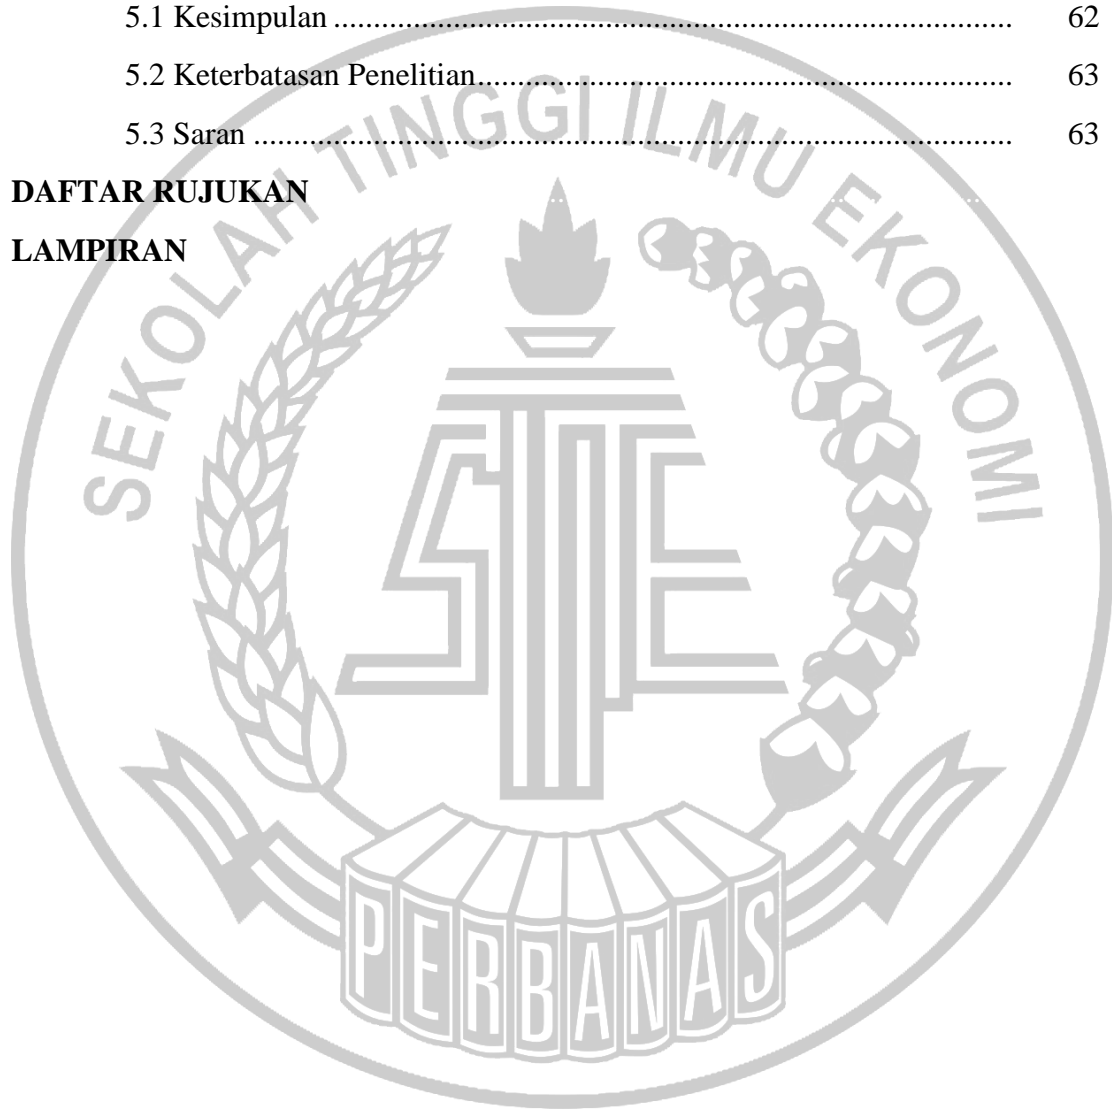 5.1 Kesimpulan ..................................................................................... 62
5.2 Keterbatasan Penelitian................................................................... 63
5.3 Saran ............................................................................................... 63
DAFTAR RUJUKAN
LAMPIRAN
SEKOLAH TINGGI ILMU EKONOMI
STIE
PERBANAS